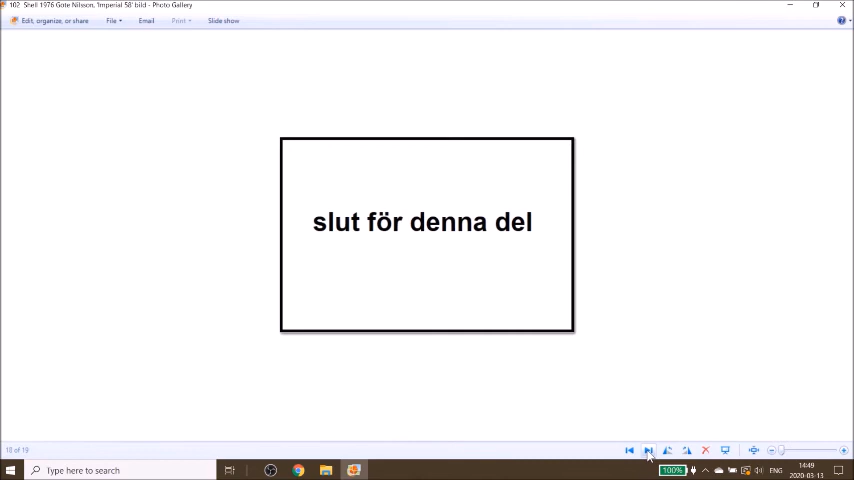 102 Shell 1976 Gote Nilsson, 'Imperial 58' bild - Photo Gallery
Edit, organize, or share File Email Print Slide show
slut för denna del
18 of 19
Type here to search
100% ENG
14:49
2020-03-13